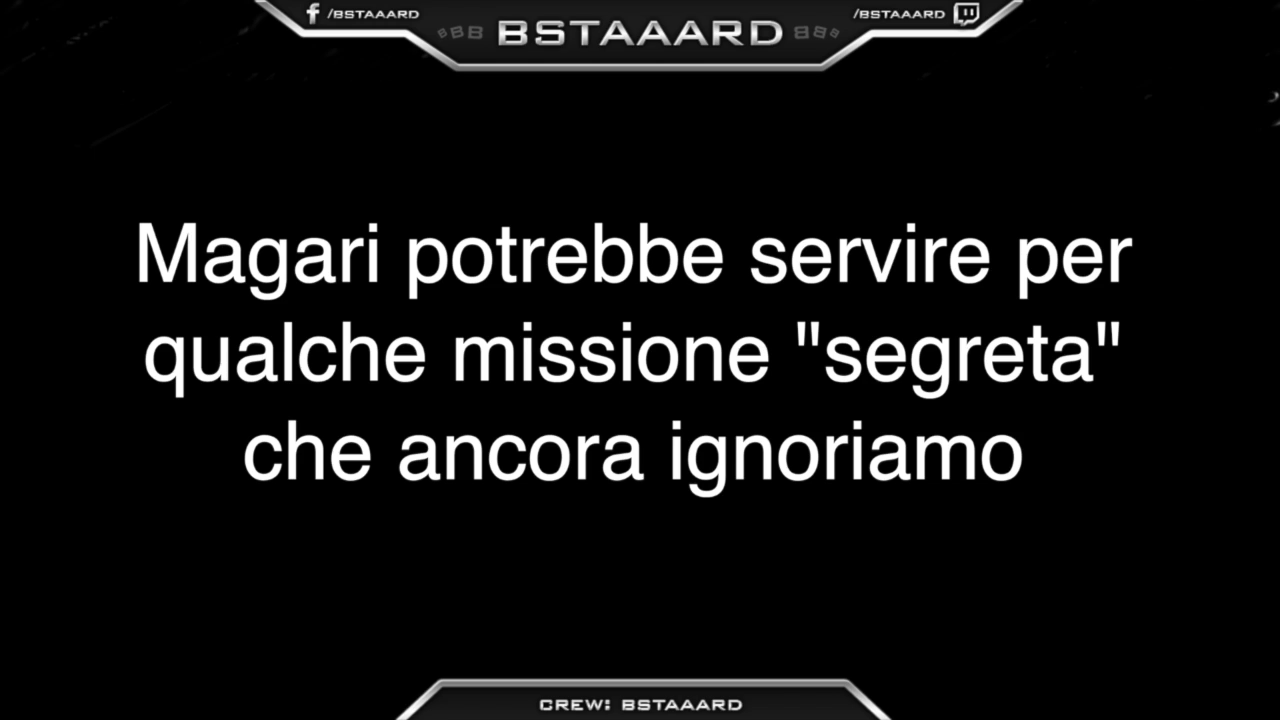 /BSTAAARD
BSTAAARD
/BSTAAARD
Magari potrebbe servire per
qualche missione "segreta"
che ancora ignoriamo
CREW: BSTAAARD